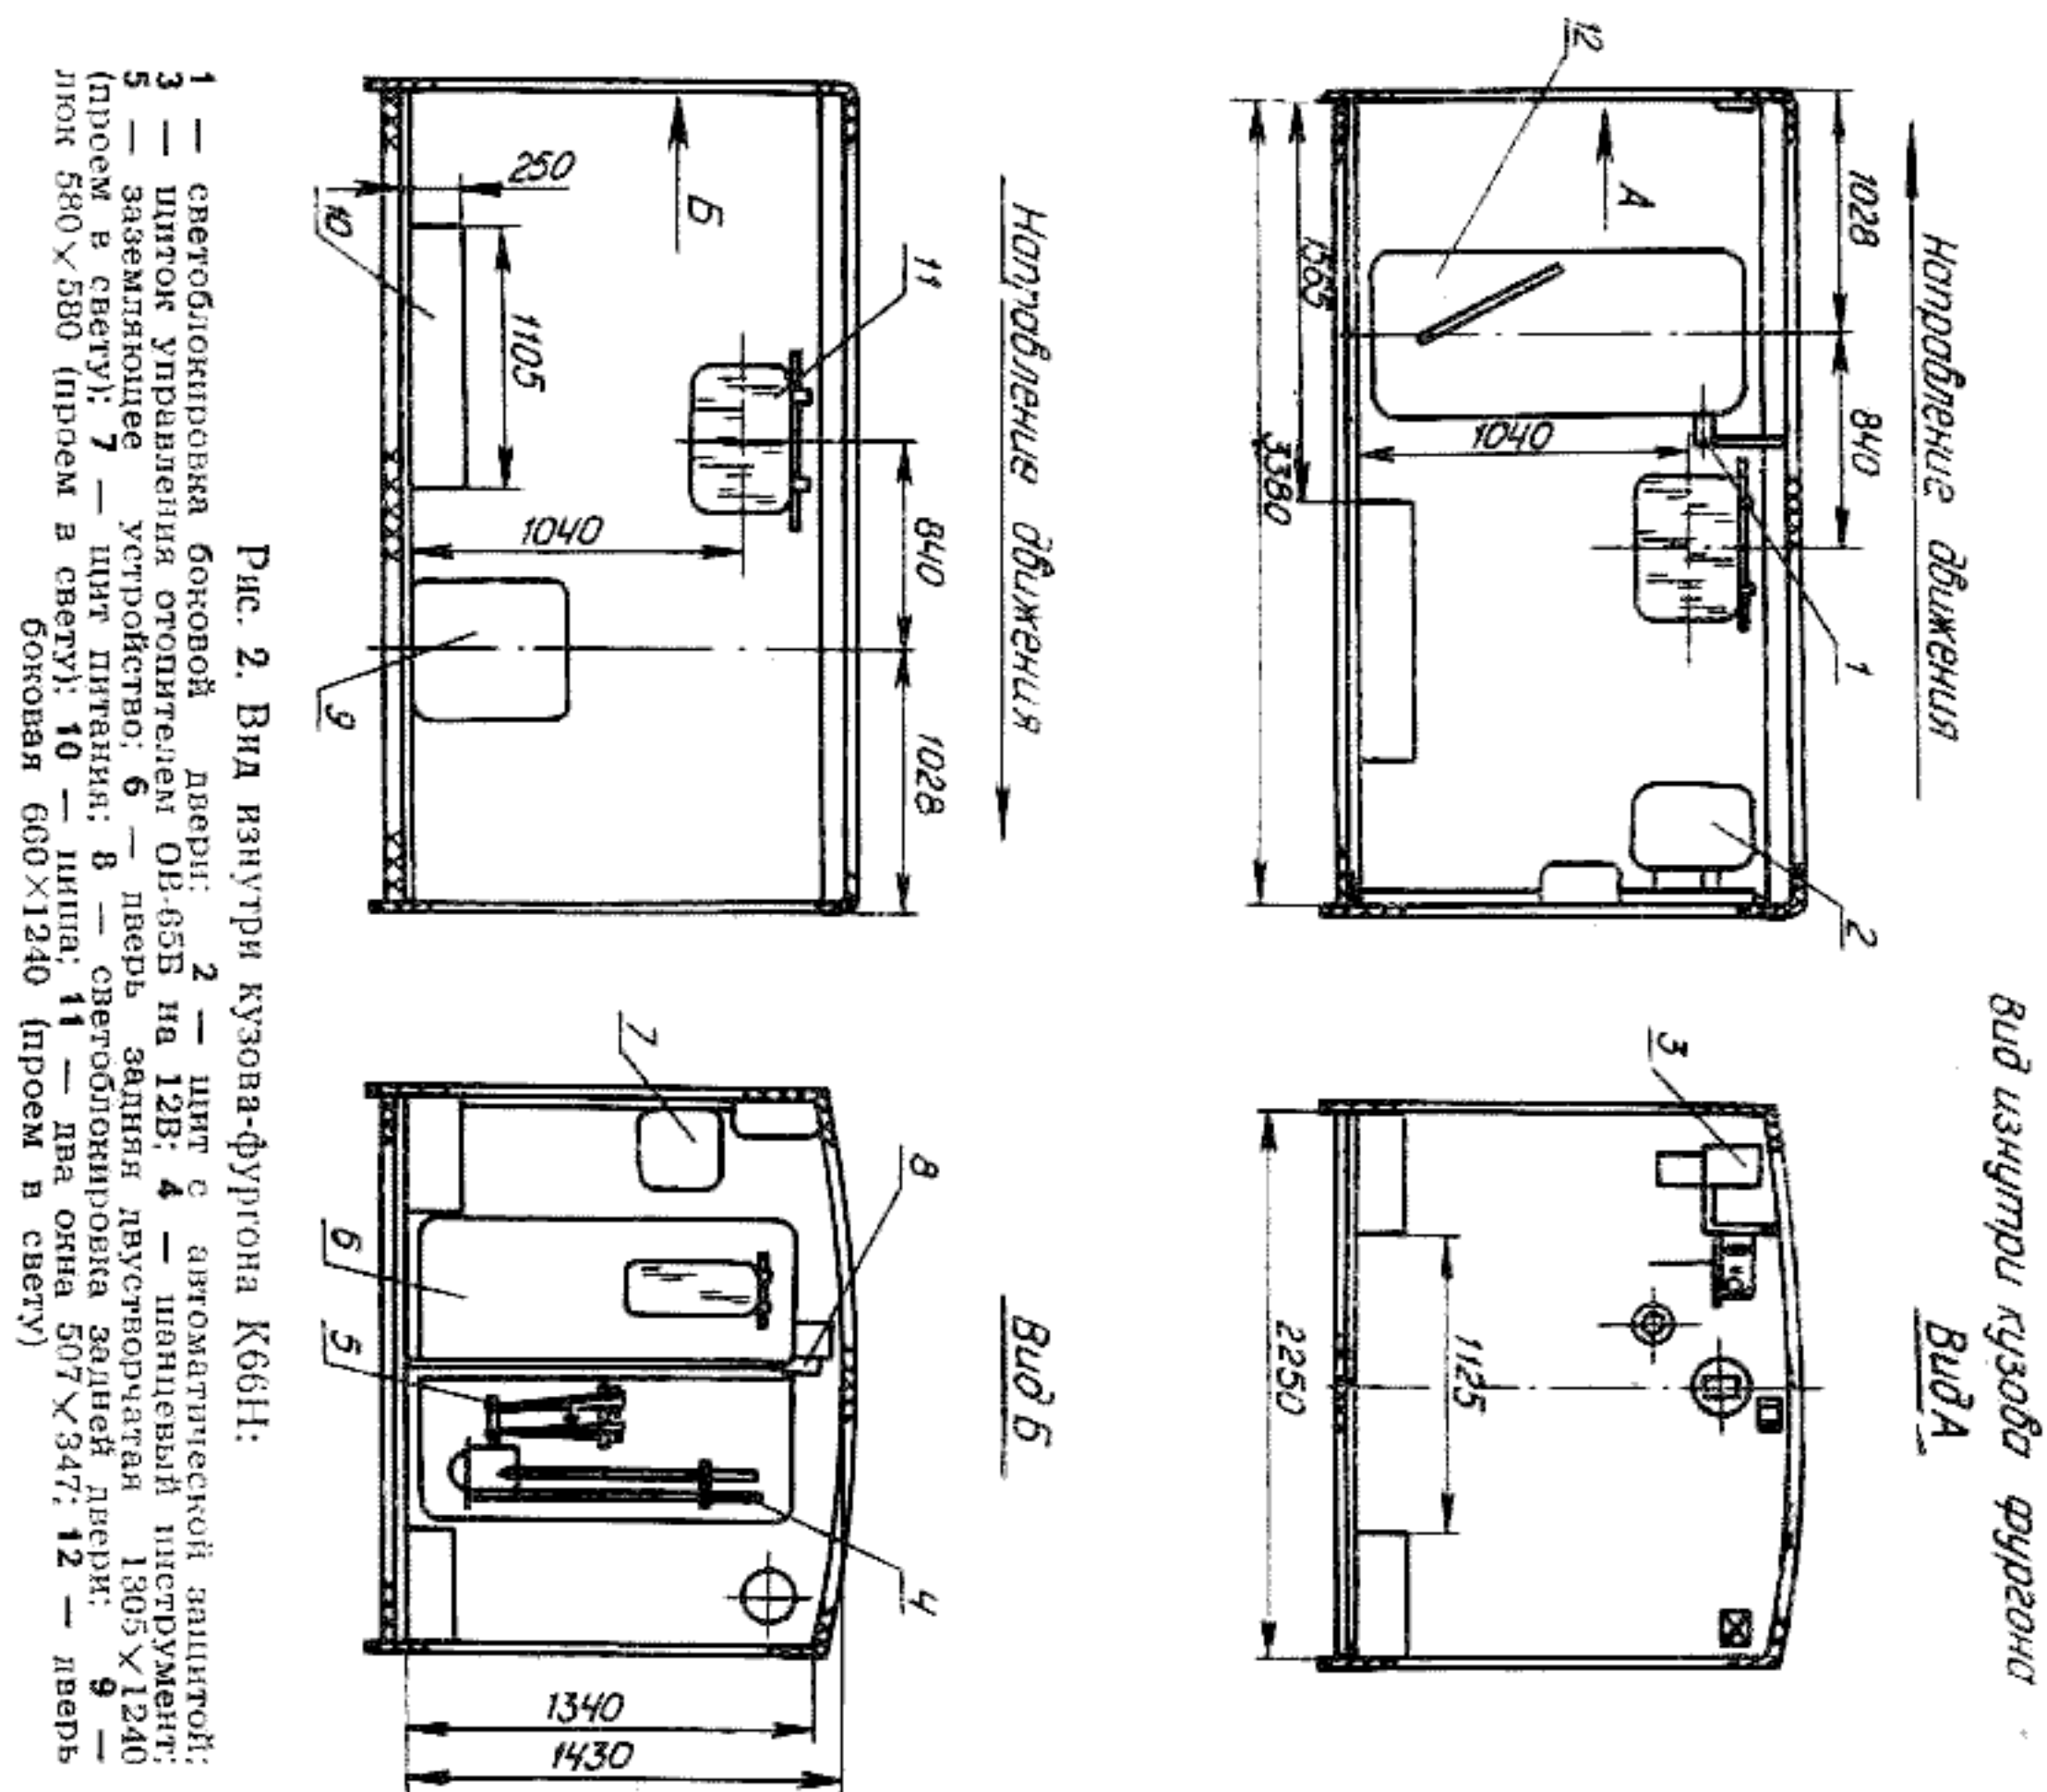 Вид изнутри кузова фургона
Направление движения
Вид А
1028
840
12
А
1565
3380
1040
1
2
3
1125
2250
Направление движения
Вид Б
Б
250
10
1105
11
840
1028
1040
9
7
8
6
5
4
1340
1430
Рис. 2. Вид изнутри кузова-фургона К66Н:
1 — светоблокировка боковой двери; 2 — щит с автоматической защитой;
3 — щиток управления отопителем ОВ-65В на 12В; 4 — шанцевый инструмент;
5 — заземляющее устройство; 6 — дверь задняя двустворчатая 1305×1240
(проем в свету); 7 — щит питания; 8 — светоблокировка задней двери; 9 —
люк 580×580 (проем в свету); 10 — ниша; 11 — два окна 507×347; 12 — дверь
боковая 660×1240 (проем в свету)